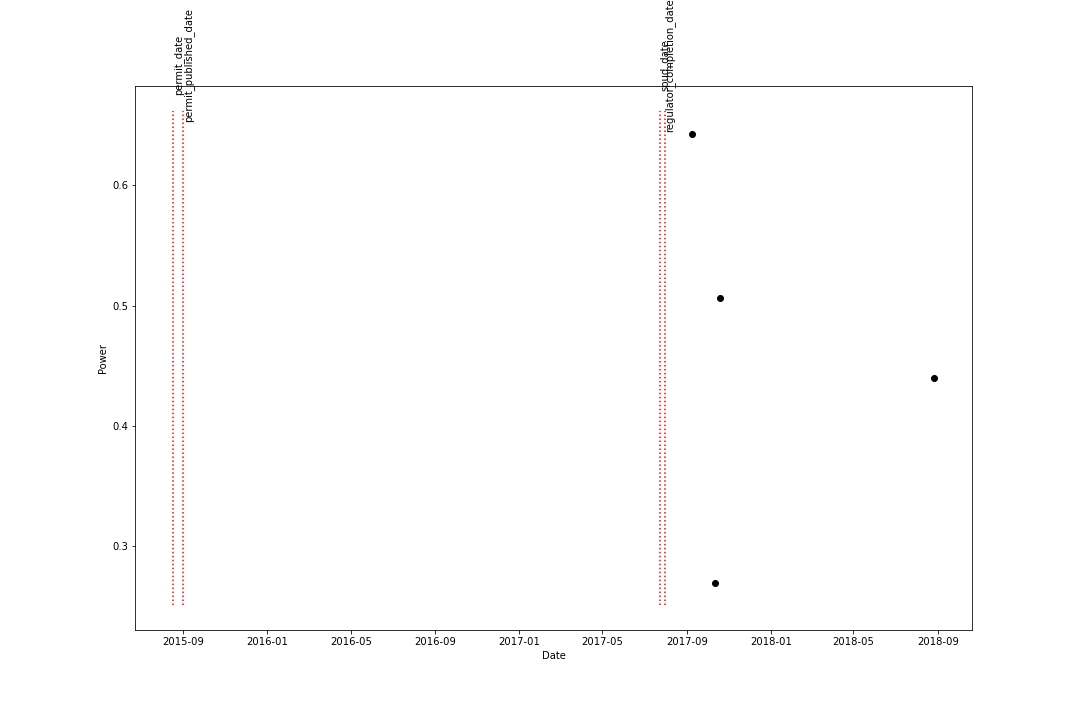 permit_date
permit_published_date
spud_date
regulator_completion_date
0.6
0.5
0.4
0.3
Power
2015-09
2016-01
2016-05
2016-09
2017-01
2017-05
2017-09
2018-01
2018-05
2018-09
Date